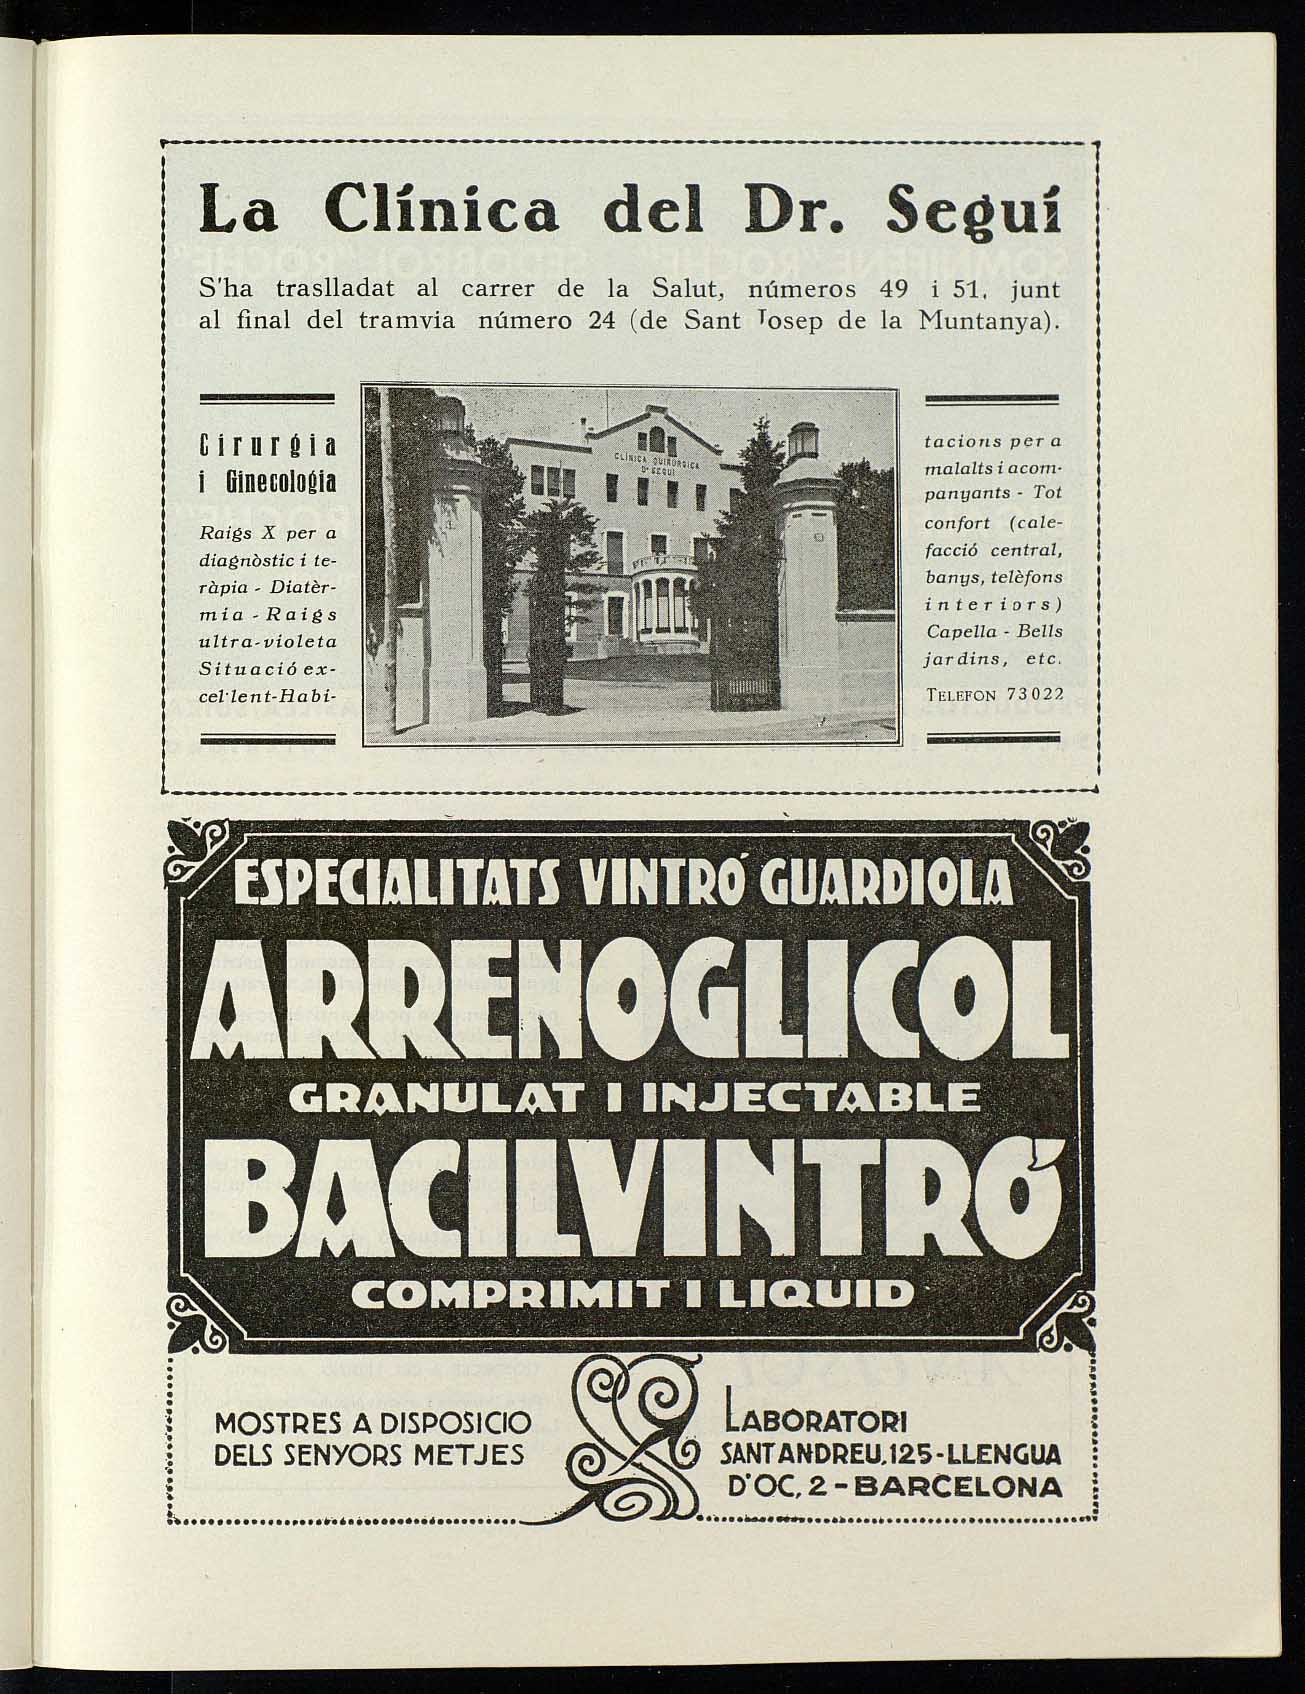 La Clínica del Dr. Seguí
S'ha traslladat al carrer de la Salut, números 49 i 51, junt
al final del tramvia número 24 (de Sant Josep de la Muntanya).
Cirurgia
i Ginecologia
Raigs X per a
diagnòstic i te-
ràpia - Diatèr-
mia - Raigs
ultra-violeta
Situació ex-
cel·lent-Habi-
CLÍNICA QUIRÚRGICA
Dr SEGUÍ
tacions per a
malalts i acom-
panyants - Tot
confort (cale-
facció central,
banys, telèfons
interiors)
Capella - Bells
jardins, etc.
TELEFON 73022
ESPECIALITATS VINTRÓ GUARDIOLA
ARRENOGLICOL
GRANULAT I INJECTABLE
BACILVINTRÓ
COMPRIMIT I LIQUID
MOSTRES A DISPOSICIO
DELS SENYORS METJES
LABORATORI
SANT ANDREU, 125 - LLENGUA
D'OC, 2 - BARCELONA